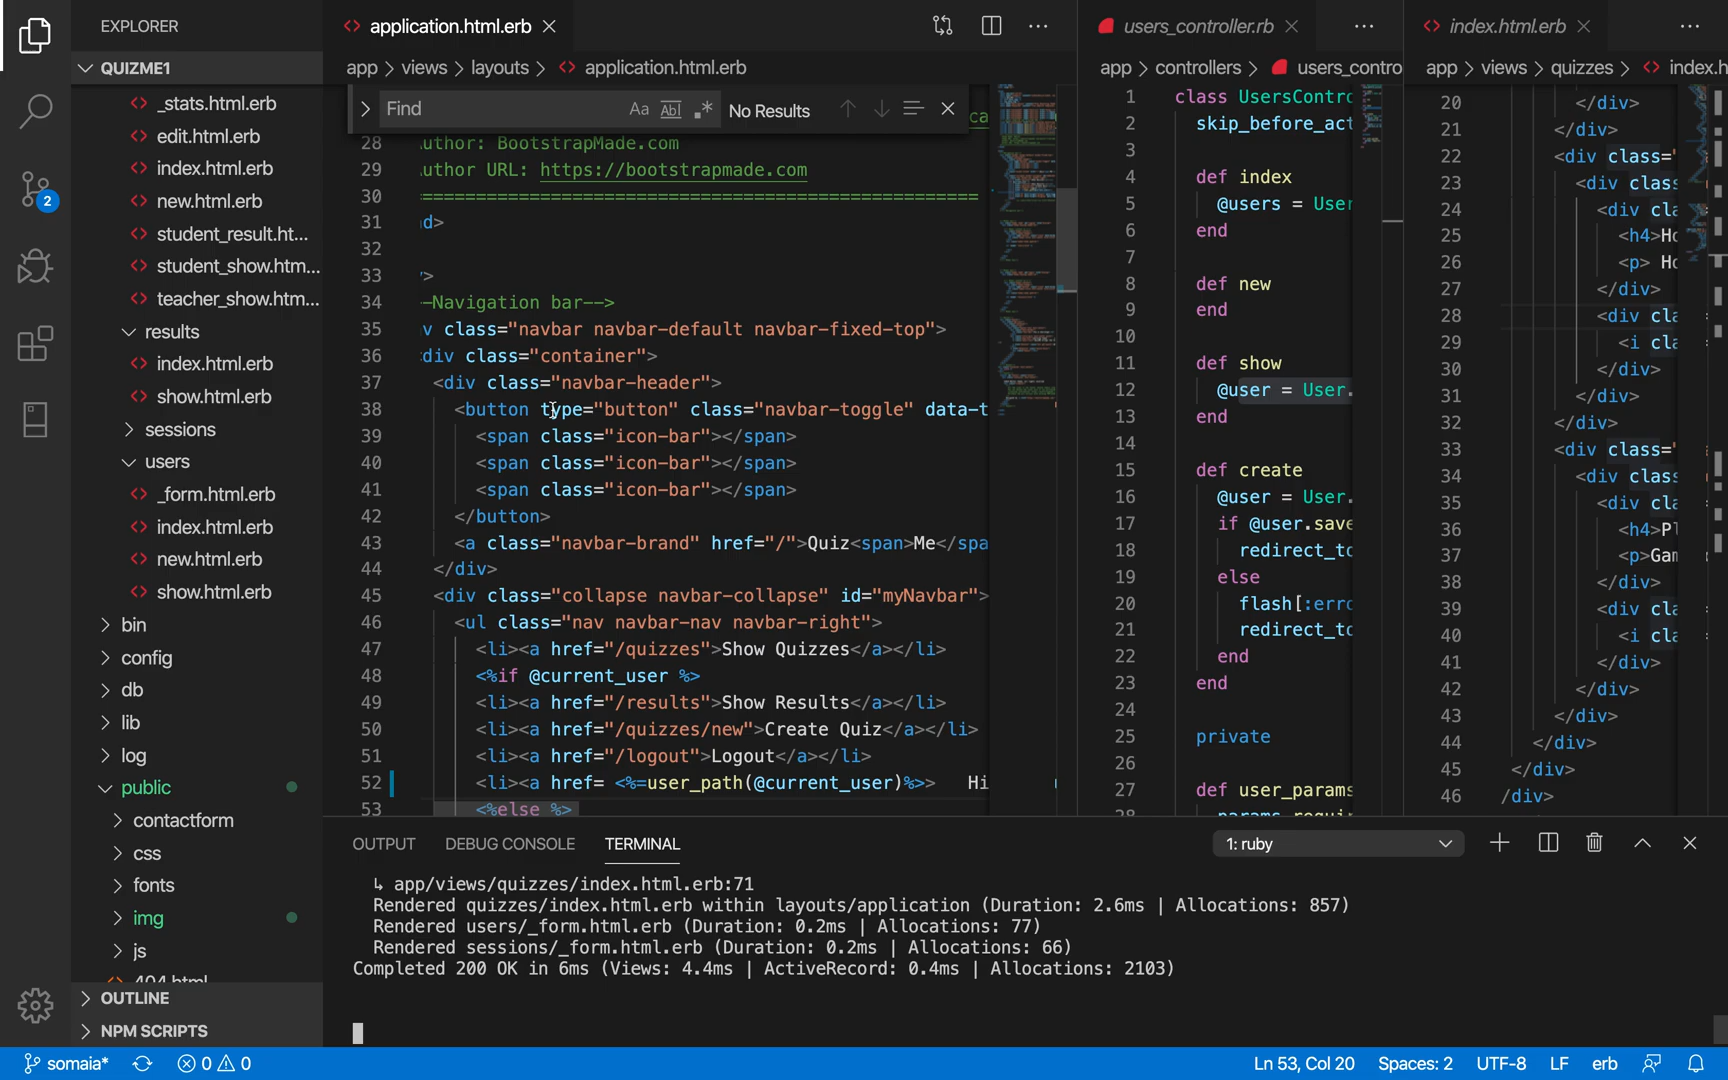 EXPLORER
QUIZME1
_stats.html.erb
edit.html.erb
index.html.erb
new.html.erb
student_result.ht...
student_show.htm...
teacher_show.htm...
results
index.html.erb
show.html.erb
sessions
users
_form.html.erb
index.html.erb
new.html.erb
show.html.erb
bin
config
db
lib
log
public
contactform
css
fonts
img
js
404.html
OUTLINE
NPM SCRIPTS
2
application.html.erb
app > views > layouts > <> application.html.erb
Find
Aa Abl .* No Results
ca
28 uthor: BootstrapMade.com
29 uthor URL: https://bootstrapmade.com
30 ====================================================
31 d>
32
33 >
34 -Navigation bar-->
35 v class="navbar navbar-default navbar-fixed-top">
36 div class="container">
37 <div class="navbar-header">
38 <button type="button" class="navbar-toggle" data-t
39 <span class="icon-bar"></span>
40 <span class="icon-bar"></span>
41 <span class="icon-bar"></span>
42 </button>
43 <a class="navbar-brand" href="/">Quiz<span>Me</spa
44 </div>
45 <div class="collapse navbar-collapse" id="myNavbar">
46 <ul class="nav navbar-nav navbar-right">
47 <li><a href="/quizzes">Show Quizzes</a></li>
48 <%if @current_user %>
49 <li><a href="/results">Show Results</a></li>
50 <li><a href="/quizzes/new">Create Quiz</a></li>
51 <li><a href="/logout">Logout</a></li>
52 <li><a href= <%=user_path(@current_user)%>> Hi
53 <%else %>
users_controller.rb
app > controllers > users_contro
1 class UsersContro
2 skip_before_act
3
4 def index
5 @users = User
6 end
7
8 def new
9 end
10
11 def show
12 @user = User.
13 end
14
15 def create
16 @user = User.
17 if @user.save
18 redirect_to
19 else
20 flash[:erro
21 redirect_to
22 end
23 end
24
25 private
26
27 def user_params
28 params.requi
index.html.erb
app > views > quizzes > <> index.h
20 </div>
21 </div>
22 <div class="
23 <div class
24 <div cla
25 <h4>Ho
26 <p> Ho
27 </div>
28 <div cla
29 <i cla
30 </div>
31 </div>
32 </div>
33 <div class="
34 <div class
35 <div cla
36 <h4>Pl
37 <p>Gam
38 </div>
39 <div cla
40 <i cla
41 </div>
42 </div>
43 </div>
44 </div>
45 </div>
46 /div>
OUTPUT DEBUG CONSOLE TERMINAL
1: ruby
↳ app/views/quizzes/index.html.erb:71
Rendered quizzes/index.html.erb within layouts/application (Duration: 2.6ms | Allocations: 857)
Rendered users/_form.html.erb (Duration: 0.2ms | Allocations: 77)
Rendered sessions/_form.html.erb (Duration: 0.2ms | Allocations: 66)
Completed 200 OK in 6ms (Views: 4.4ms | ActiveRecord: 0.4ms | Allocations: 2103)
somaia* 0 0 Ln 53, Col 20 Spaces: 2 UTF-8 LF erb